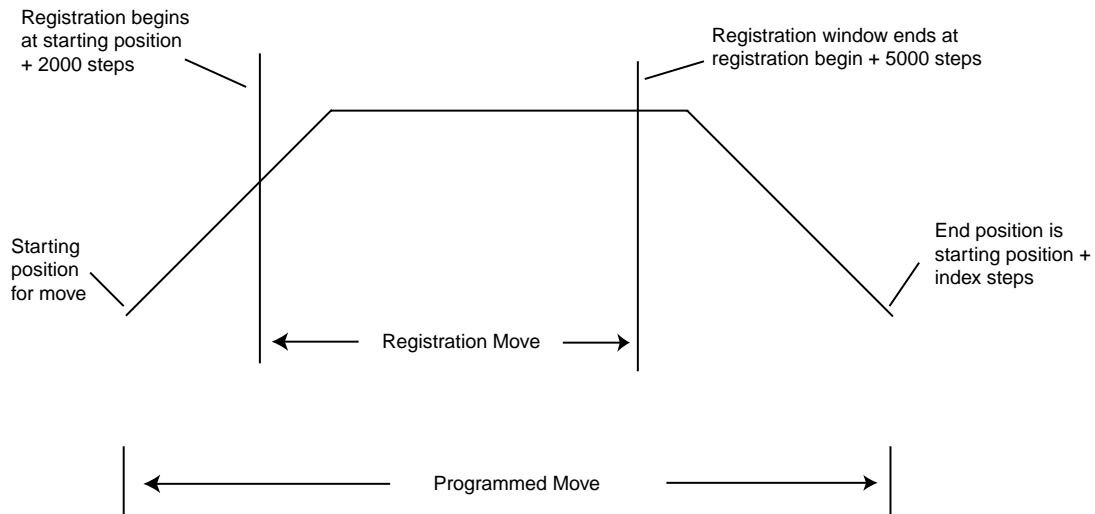 Registration begins
at starting position
+ 2000 steps
Registration window ends at
registration begin + 5000 steps
Starting
position
for move
End position is
starting position +
index steps
Registration Move
Programmed Move